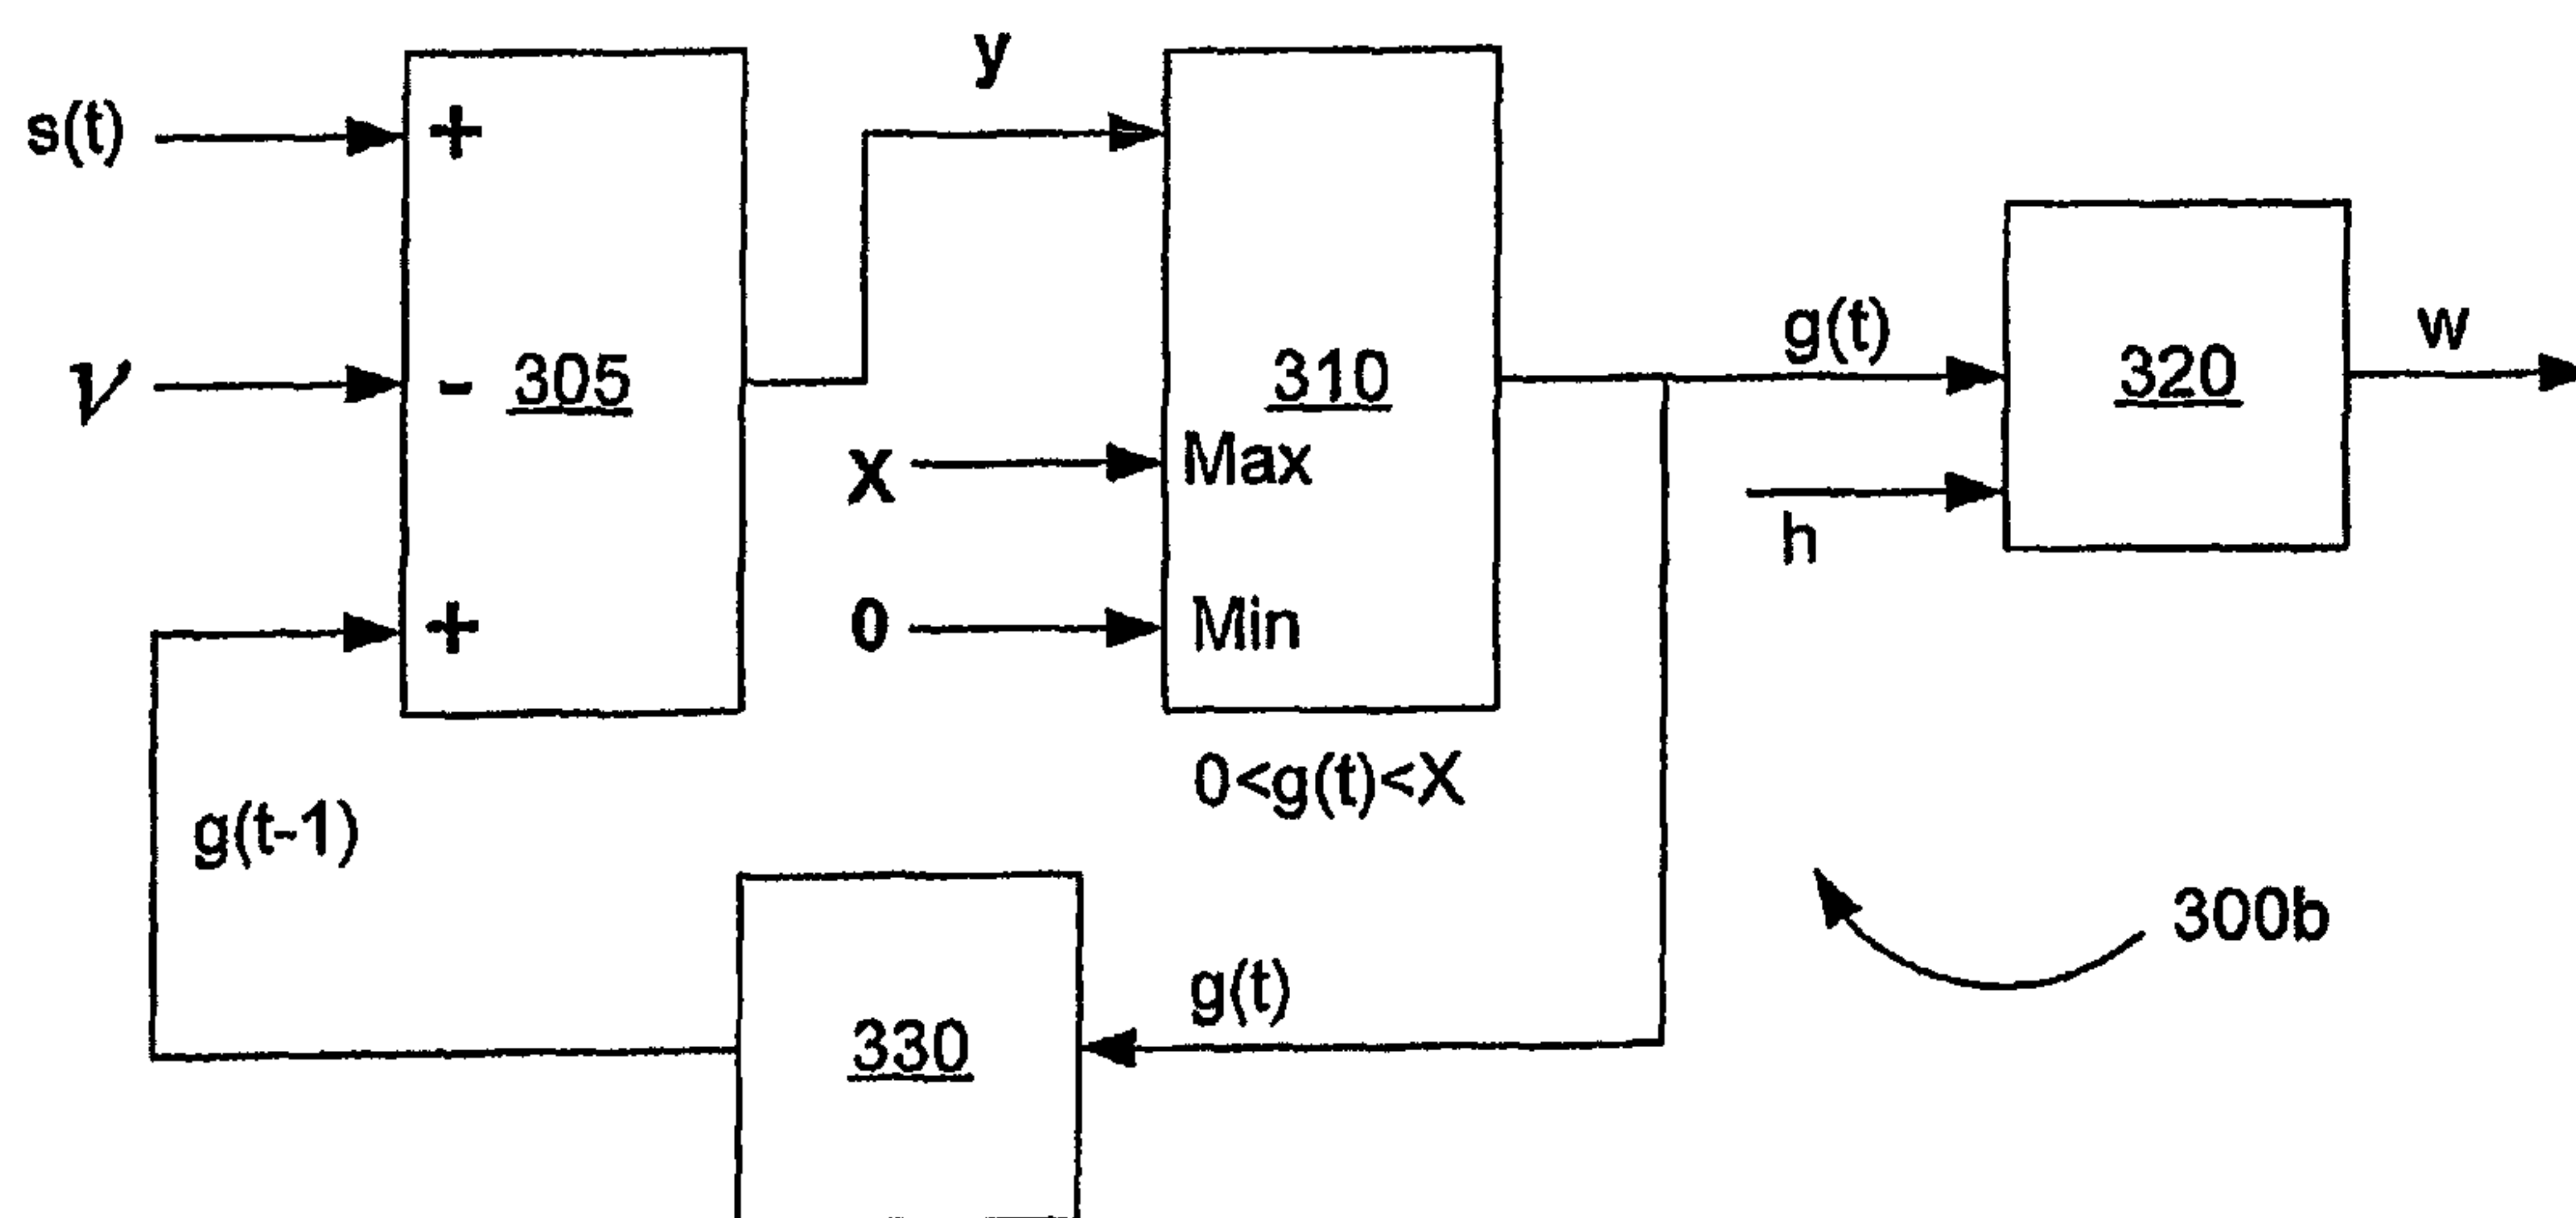 y
s(t)
+
V
-
305
+
310
X
Max
0
Min
0<g(t)<X
g(t)
320
w
h
g(t-1)
330
g(t)
300b